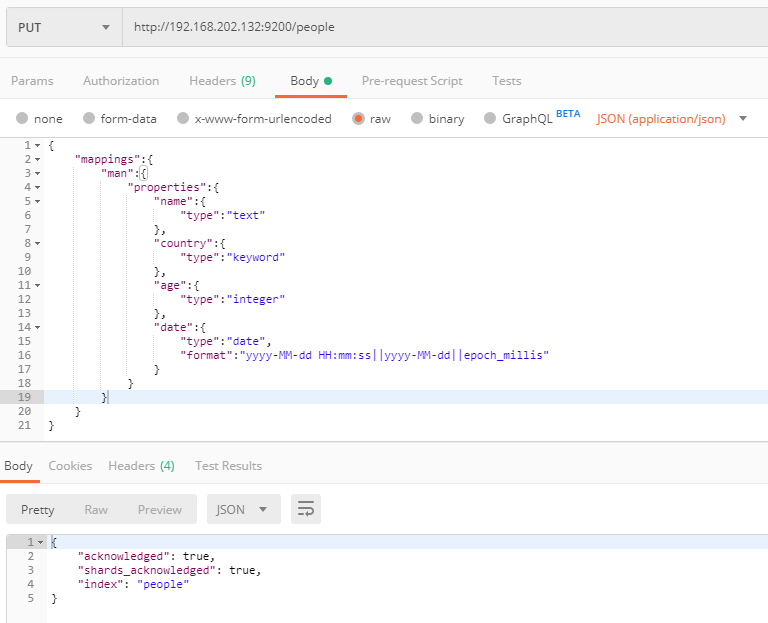 PUT http://192.168.202.132:9200/people
Params Authorization Headers (9) Body Pre-request Script Tests
none form-data x-www-form-urlencoded raw binary GraphQL BETA JSON (application/json)
1 {
2 "mappings":{
3 "man":{
4 "properties":{
5 "name":{
6 "type":"text"
7 },
8 "country":{
9 "type":"keyword"
10 },
11 "age":{
12 "type":"integer"
13 },
14 "date":{
15 "type":"date",
16 "format":"yyyy-MM-dd HH:mm:ss||yyyy-MM-dd||epoch_millis"
17 }
18 }
19 }
20 }
21 }
Body Cookies Headers (4) Test Results
Pretty Raw Preview JSON
1 {
2 "acknowledged": true,
3 "shards_acknowledged": true,
4 "index": "people"
5 }